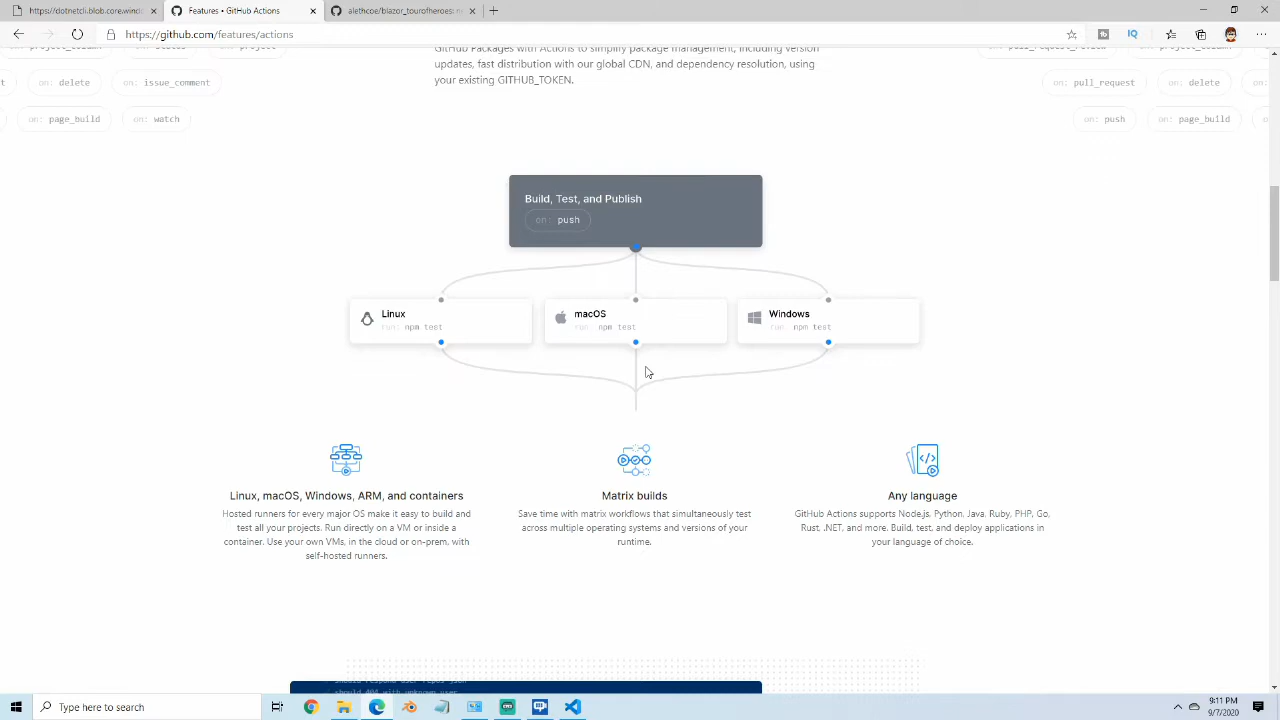 https://dotnetcli-blob.corewind
Features • GitHub Actions
https://github.com/features/actions
GitHub Packages with Actions to simplify package management, including version
updates, fast distribution with our global CDN, and dependency resolution, using
your existing GITHUB_TOKEN.
on: delete
on: issue_comment
on: pull_request
on: delete
on:
on: page_build
on: watch
on: push
on: page_build
Build, Test, and Publish
on: push
Linux
run: npm test
macOS
run: npm test
Windows
run: npm test
Linux, macOS, Windows, ARM, and containers
Hosted runners for every major OS make it easy to build and
test all your projects. Run directly on a VM or inside a
container. Use your own VMs, in the cloud or on-prem, with
self-hosted runners.
Matrix builds
Save time with matrix workflows that simultaneously test
across multiple operating systems and versions of your
runtime.
Any language
GitHub Actions supports Node.js, Python, Java, Ruby, PHP, Go,
Rust, .NET, and more. Build, test, and deploy applications in
your language of choice.
Type here to search
9:11 PM
9/7/2020